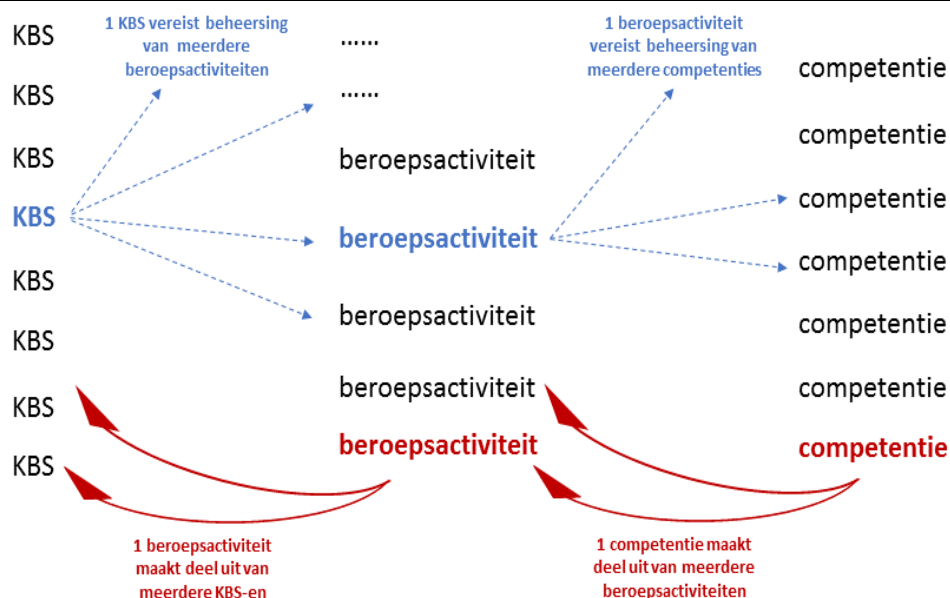 KBS
KBS
KBS
KBS
KBS
KBS
KBS
KBS
1 KBS vereist beheersing
van meerdere
beroepsactiviteiten
......
......
beroepsactiviteit
beroepsactiviteit
beroepsactiviteit
beroepsactiviteit
beroepsactiviteit
1 beroepsactiviteit
vereist beheersing van
meerdere competenties
competentie
competentie
competentie
competentie
competentie
competentie
competentie
1 beroepsactiviteit
maakt deel uit van
meerdere KBS-en
1 competentie maakt
deel uit van meerdere
beroepsactiviteiten